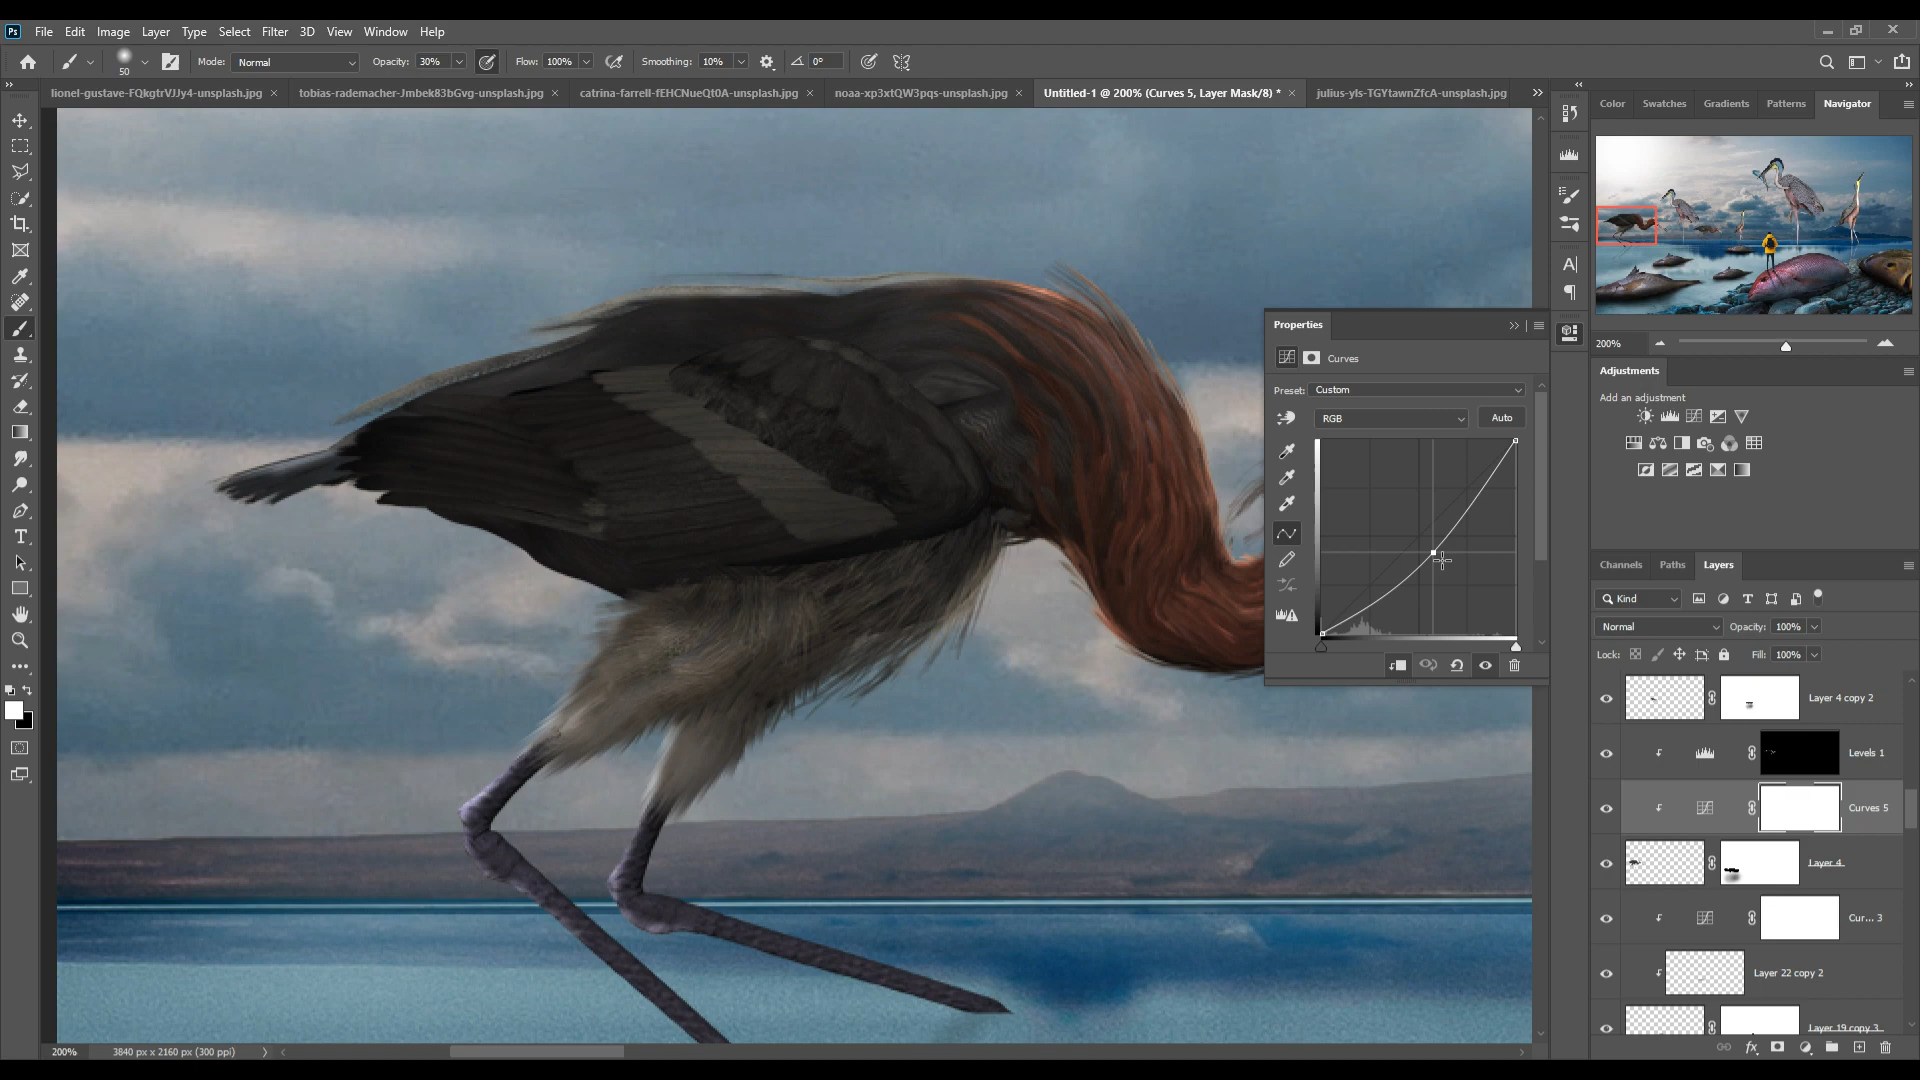 Ps File Edit Image Layer Type Select Filter 3D View Window Help
50 Mode: Normal Opacity: 30% Flow: 100% Smoothing: 10% 0°
lionel-gustave-FQkgtrVJJy4-unsplash.jpg × tobias-rademacher-Jmbek83bGvg-unsplash.jpg × catrina-farrell-fEHCNueQt0A-unsplash.jpg × noaa-xp3xtQW3pqs-unsplash.jpg × Untitled-1 @ 200% (Curves 5, Layer Mask/8) * × julius-yls-TGYtawnZfcA-unsplash.jpg
Color Swatches Gradients Patterns Navigator
200%
Adjustments
Add an adjustment
Properties
Curves
Preset: Custom
RGB Auto
Channels Paths Layers
Kind
Normal Opacity: 100%
Lock: Fill: 100%
Layer 4 copy 2
Levels 1
Curves 5
Layer 4
Cur... 3
Layer 22 copy 2
Layer 19 copy 3
200% 3840 px x 2160 px (300 ppi)